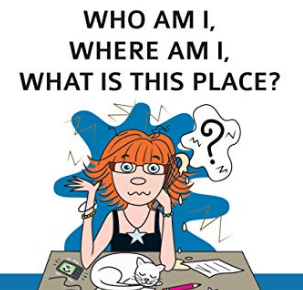 WHO AM I,
WHERE AM I,
WHAT IS THIS PLACE?
?